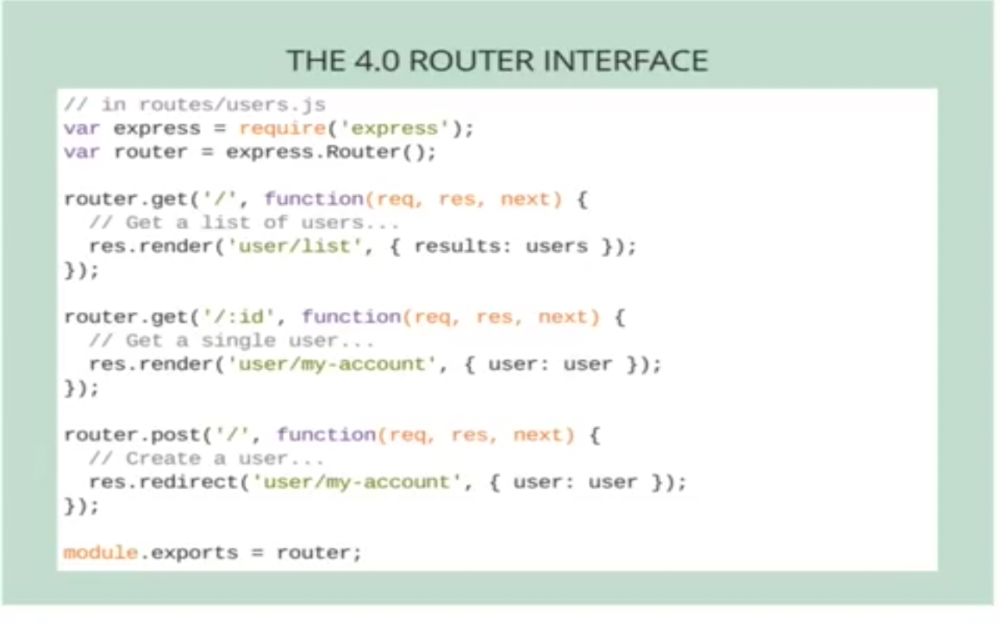 THE 4.0 ROUTER INTERFACE
// in routes/users.js
var express = require('express');
var router = express.Router();
router.get('/', function(req, res, next) {
  // Get a list of users...
  res.render('user/list', { results: users });
});
router.get('/:id', function(req, res, next) {
  // Get a single user...
  res.render('user/my-account', { user: user });
});
router.post('/', function(req, res, next) {
  // Create a user...
  res.redirect('user/my-account', { user: user });
});
module.exports = router;